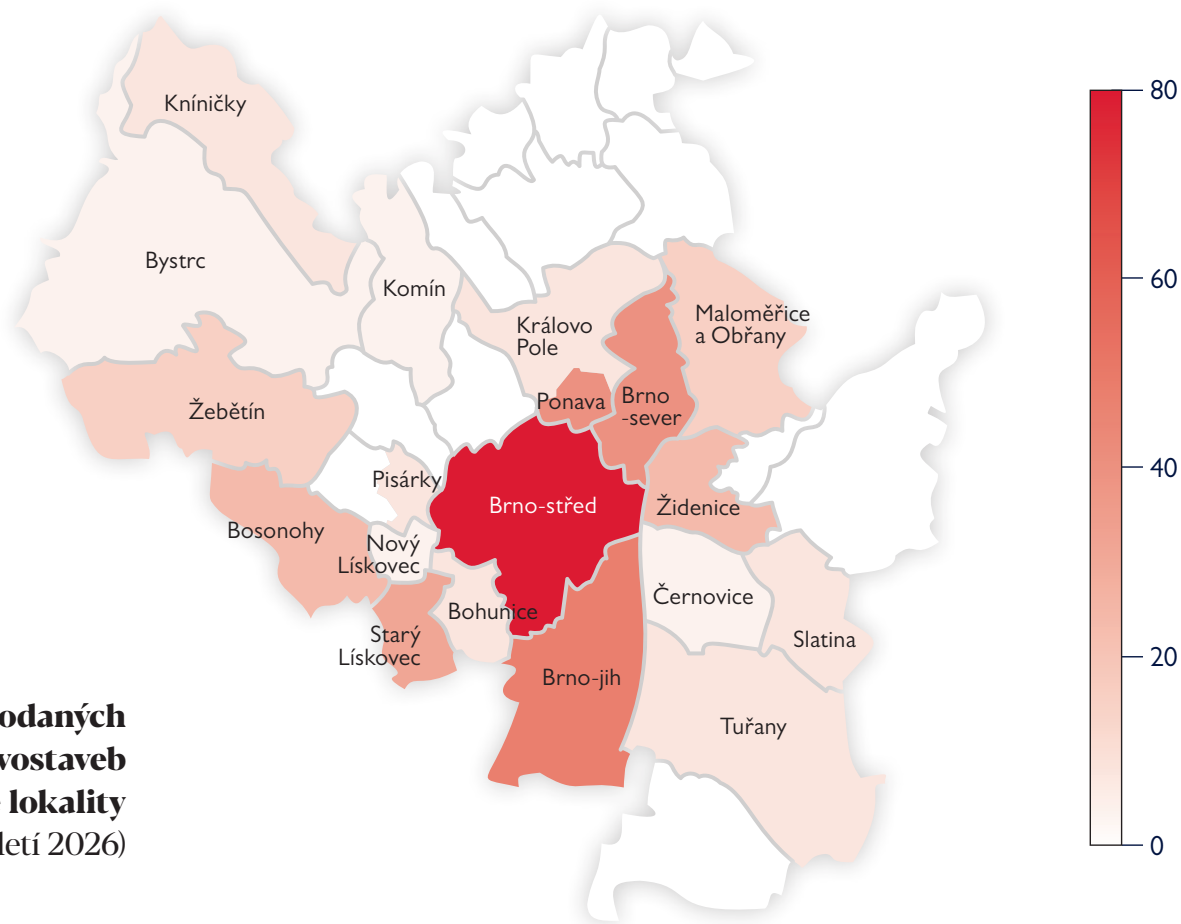 Kníničky
80
Bystrc
60
Komín
Maloměřice
a Obřany
Královo
Pole
Brno
-sever
Ponava
Žebětín
40
Pisárky
Brno-střed
Židenice
Bosonohy
Nový
Lískovec
Bohunice
Černovice
Starý
Lískovec
Slatina
20
Brno-jih
odaných
Tuřany
vostaveb
lokality
letí 2026)
0